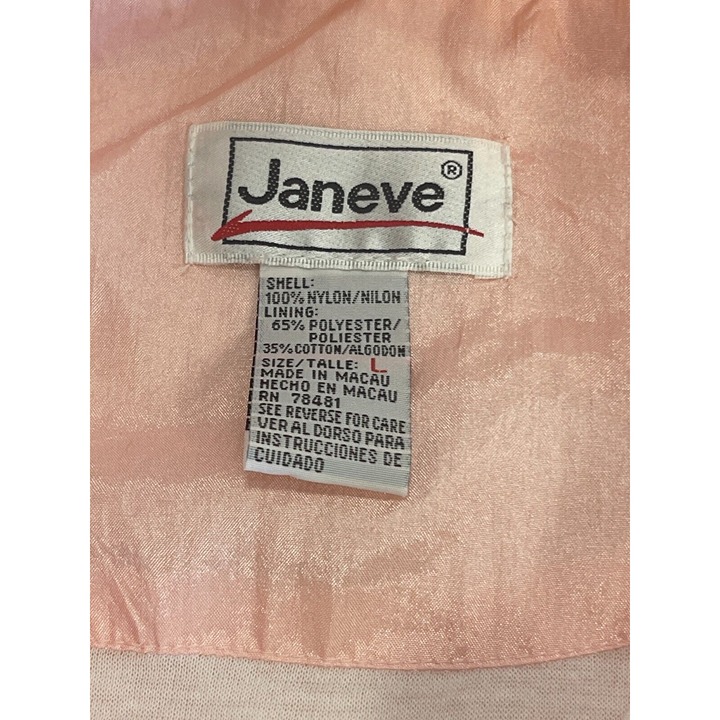 Janeve®
SHELL:
100% NYLON/NILON
LINING:
65% POLYESTER/
POLIESTER
35% COTTON/ALGODON
SIZE/TALLE: L
MADE IN MACAU
HECHO EN MACAU
RN 78481
SEE REVERSE FOR CARE
VER AL DORSO PARA
INSTRUCCIONES DE
CUIDADO